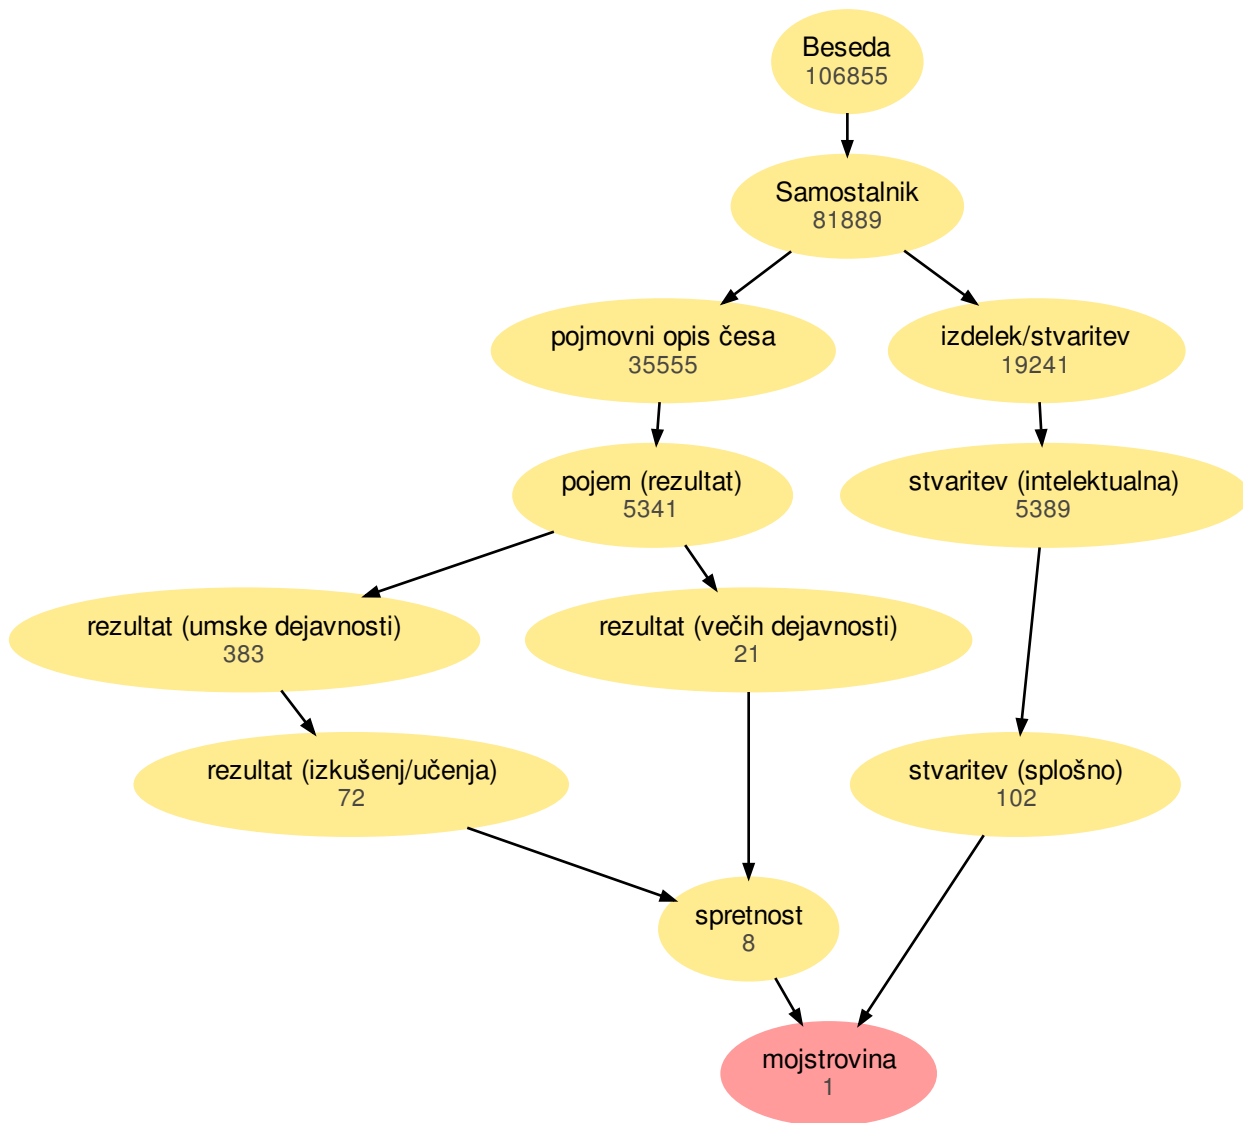 Beseda
106855
Samostalnik
81889
pojmovni opis česa
35555
izdelek/stvaritev
19241
pojem (rezultat)
5341
stvaritev (intelektualna)
5389
rezultat (umske dejavnosti)
383
rezultat (večih dejavnosti)
21
rezultat (izkušenj/učenja)
72
stvaritev (splošno)
102
spretnost
8
mojstrovina
1